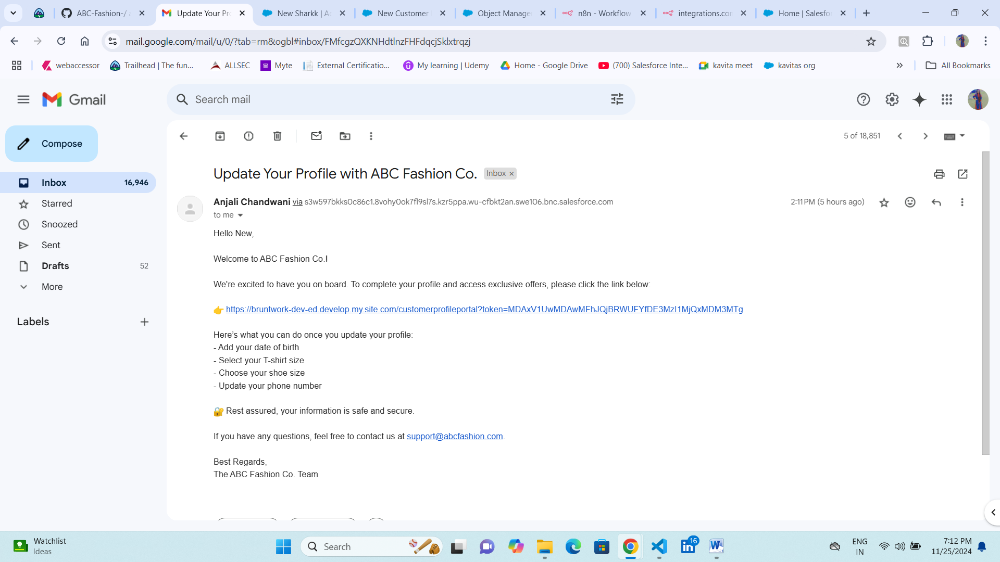 ABC-Fashion-/ a
Update Your Pro
New Sharkk | Ac
New Customer
Object Manage
n8n - Workflow
integrations.cor
Home | Salesfor
mail.google.com/mail/u/0/?tab=rm&ogbl#inbox/FMfcgzQXKNHdtlnzFHFdqcjSklxtrqzj
webaccessor
Trailhead | The fun...
ALLSEC
Myte
External Certificatio...
My learning | Udemy
Home - Google Drive
(700) Salesforce Inte...
kavita meet
kavitas org
All Bookmarks
Gmail
Search mail
Compose
5 of 18,851
Inbox 16,946
Starred
Snoozed
Sent
Drafts 52
More
Labels
Update Your Profile with ABC Fashion Co. Inbox
Anjali Chandwani via s3w597bkks0c86c1.8vohy0ok7fl9sl7s.kzr5ppa.wu-cfbkt2an.swe106.bnc.salesforce.com
2:11 PM (5 hours ago)
to me
Hello New,
Welcome to ABC Fashion Co.!
We're excited to have you on board. To complete your profile and access exclusive offers, please click the link below:
👉 https://bruntwork-dev-ed.develop.my.site.com/customerprofileportal?token=MDAxV1UwMDAwMFhJQjBRWUFYfDE3MzI1MjQxMDM3MTg
Here’s what you can do once you update your profile:
- Add your date of birth
- Select your T-shirt size
- Choose your shoe size
- Update your phone number
🔐 Rest assured, your information is safe and secure.
If you have any questions, feel free to contact us at support@abcfashion.com.
Best Regards,
The ABC Fashion Co. Team
Watchlist
Ideas
Search
16
ENG
IN
7:12 PM
11/25/2024